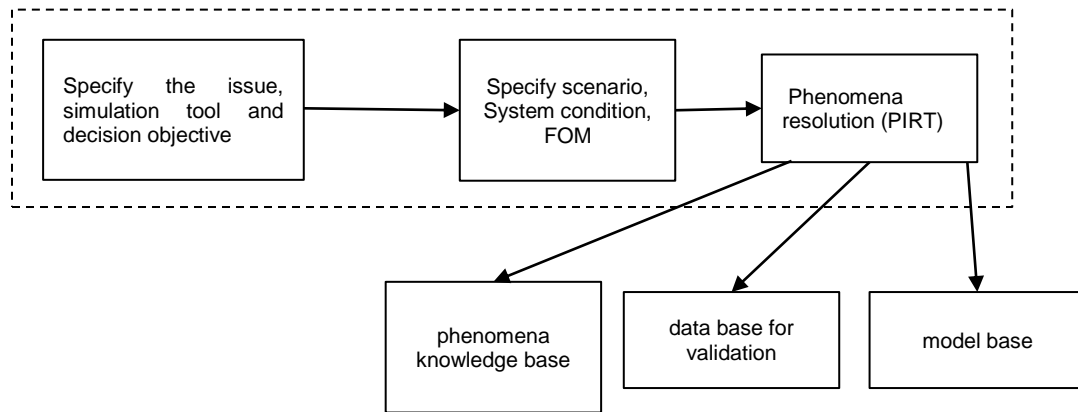 Specify the issue,
simulation tool and
decision objective
Specify scenario,
System condition,
FOM
Phenomena
resolution (PIRT)
phenomena
knowledge base
data base for
validation
model base